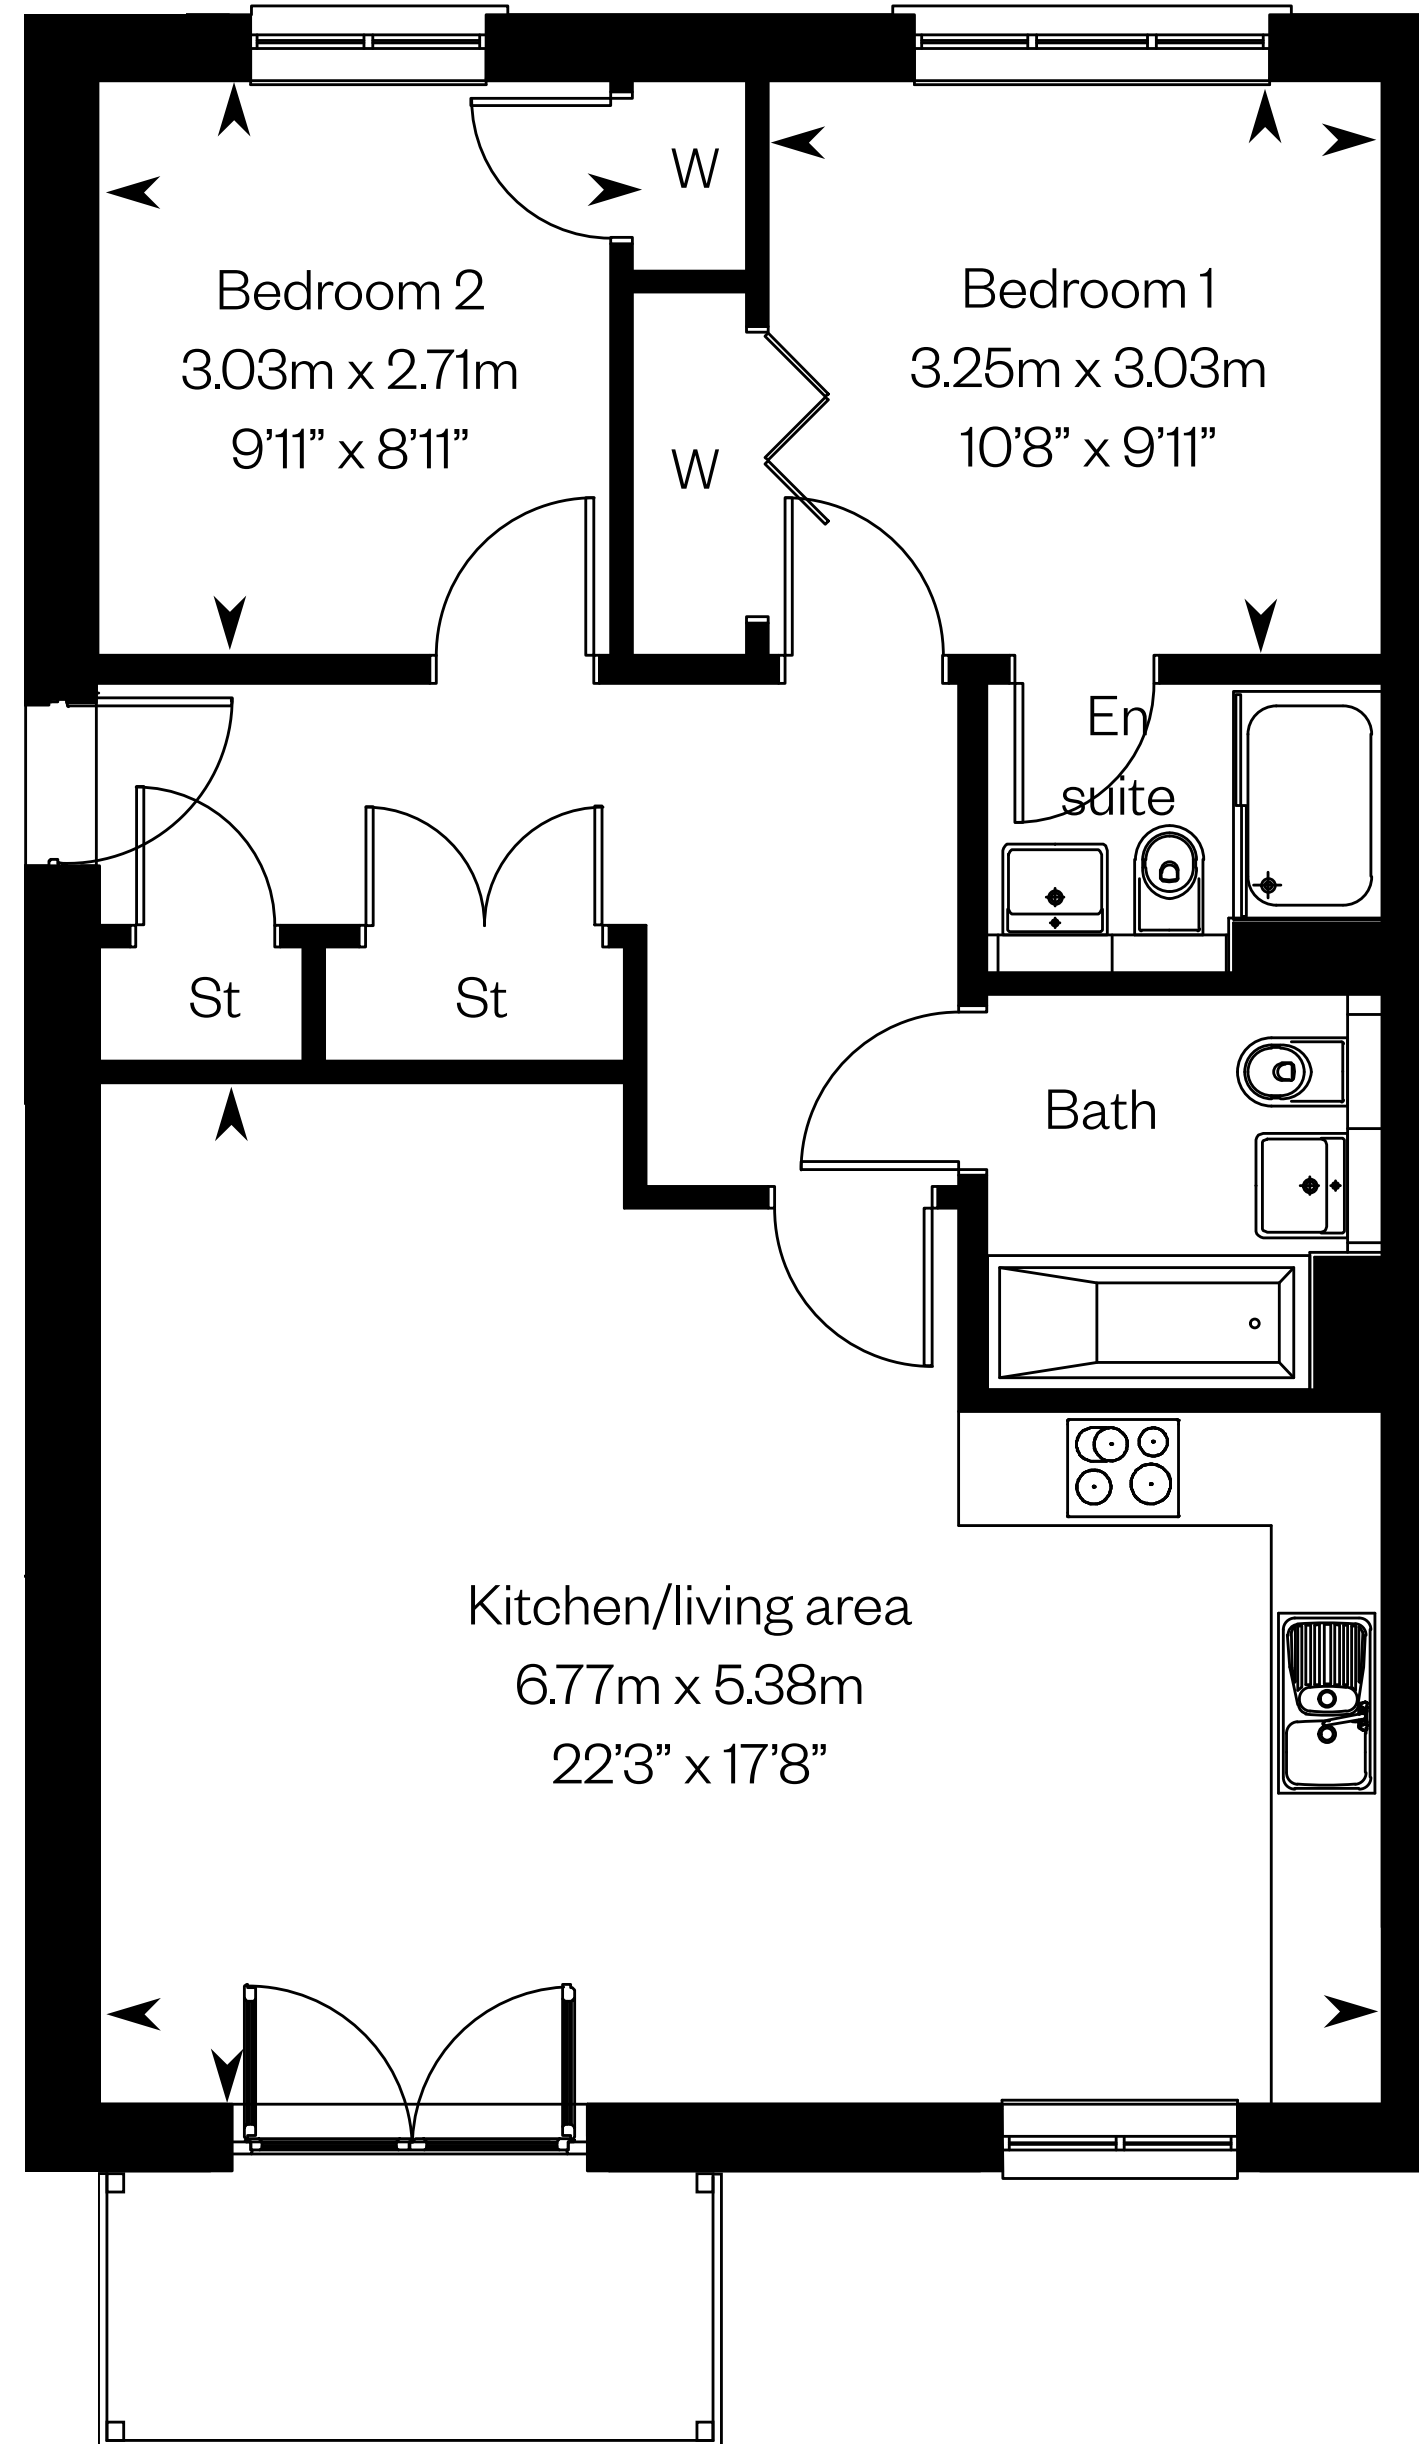 W
Bedroom 2
3.03m x 2.71m
9’11” x 8’11”
Bedroom 1
3.25m x 3.03m
10’8” x 9’11”
W
En
suite
St
St
Bath
Kitchen/living area
6.77m x 5.38m
22’3” x 17’8”